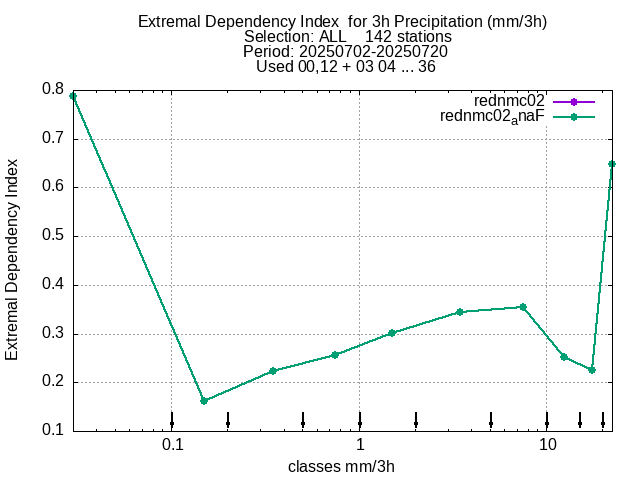 Extremal Dependency Index  for 3h Precipitation (mm/3h)
Selection: ALL    142 stations
Period: 20250702-20250720
Used 00,12 + 03 04 ... 36
rednmc02
rednmc02anaF
0.8
0.7
0.6
0.5
0.4
0.3
0.2
0.1
Extremal Dependency Index
0.1
1
10
classes mm/3h